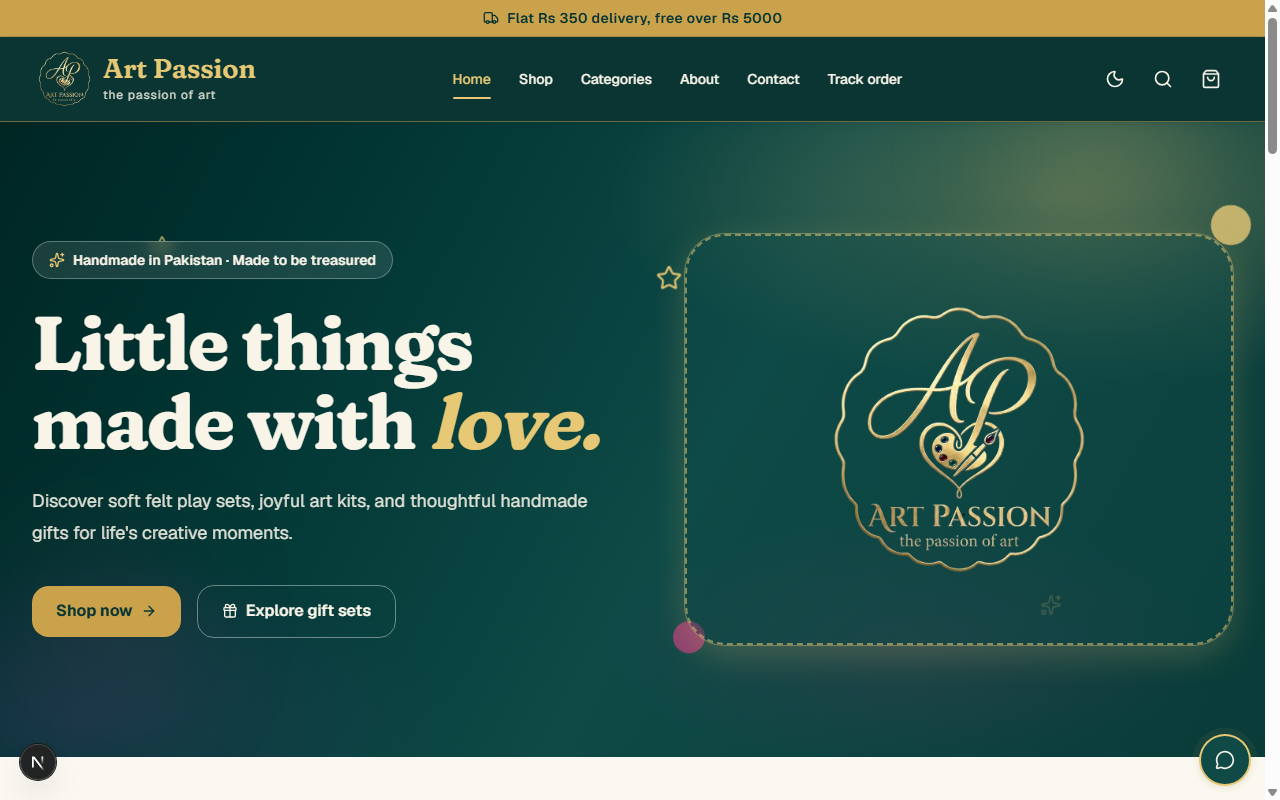 Flat Rs 350 delivery, free over Rs 5000
AP
ART PASSION
Art Passion
the passion of art
Home
Shop
Categories
About
Contact
Track order
Handmade in Pakistan · Made to be treasured
Little things
made with love.
Discover soft felt play sets, joyful art kits, and thoughtful handmade
gifts for life's creative moments.
Shop now
Explore gift sets
AP
ART PASSION
the passion of art
N